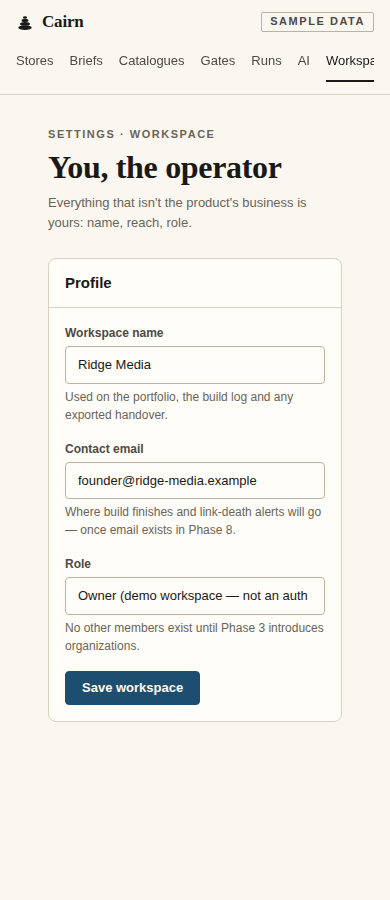 Cairn
SAMPLE DATA
Stores Briefs Catalogues Gates Runs AI Workspa
SETTINGS · WORKSPACE
You, the operator
Everything that isn't the product's business is
yours: name, reach, role.
Profile
Workspace name
Ridge Media
Used on the portfolio, the build log and any
exported handover.
Contact email
founder@ridge-media.example
Where build finishes and link-death alerts will go
— once email exists in Phase 8.
Role
Owner (demo workspace — not an auth
No other members exist until Phase 3 introduces
organizations.
Save workspace